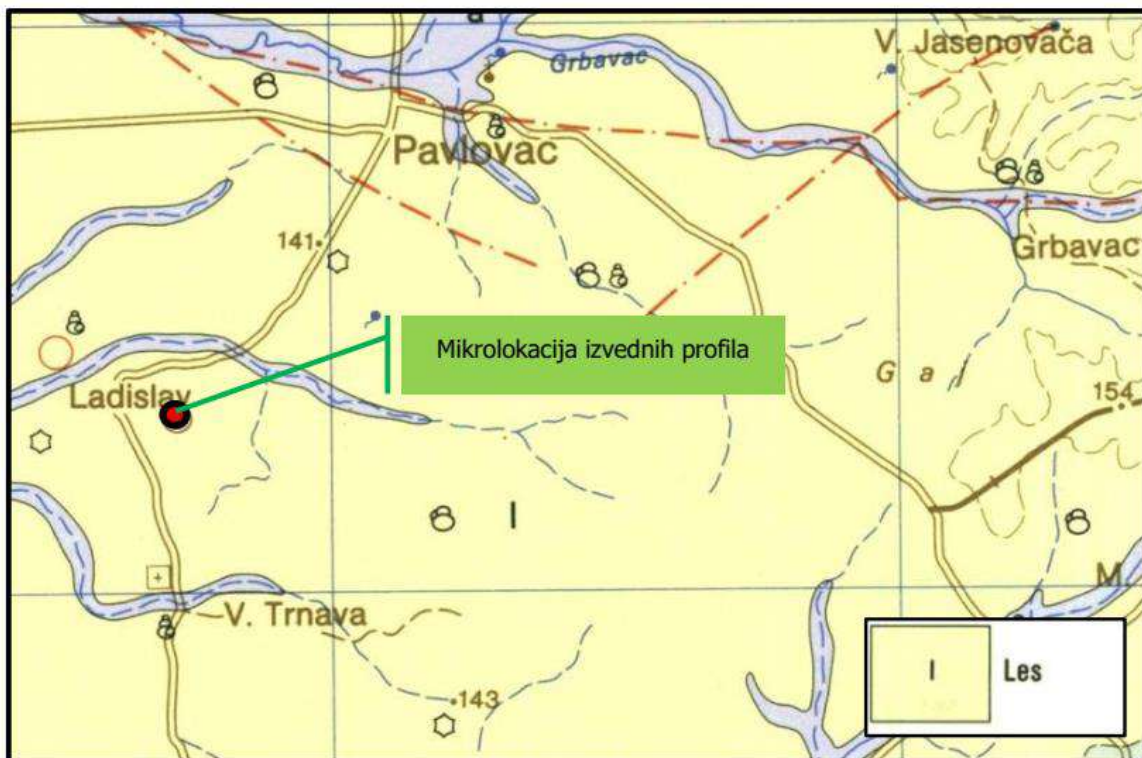 a
Grbavac
V. Jasenovača
Pavlovac
141
Grbavac
Mikrolokacija izvednih profila
G a j
Ladislav
154
l
M.
V. Trnava
143
l Les